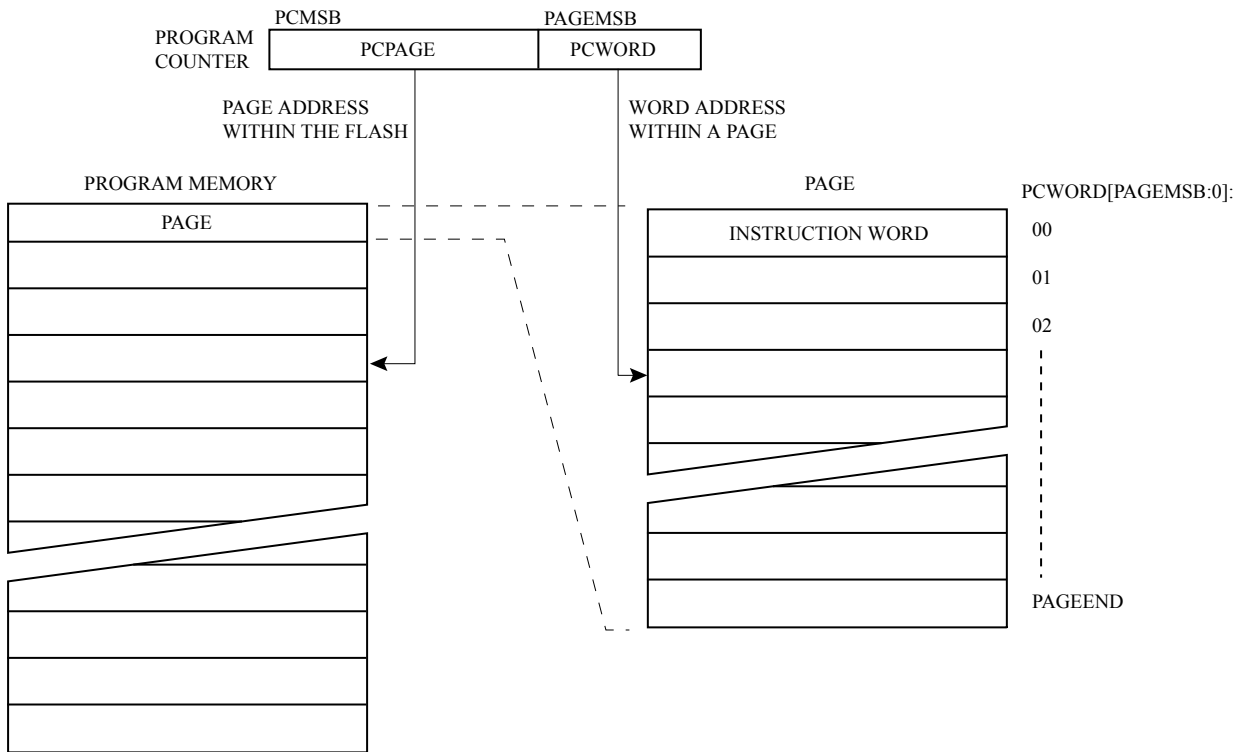 PCMSB
PAGEMSB
PROGRAM
COUNTER
PCPAGE
PCWORD
PAGE ADDRESS
WITHIN THE FLASH
WORD ADDRESS
WITHIN A PAGE
PROGRAM MEMORY
PAGE
PAGE
INSTRUCTION WORD
PCWORD[PAGEMSB:0]:
00
01
02
PAGEEND